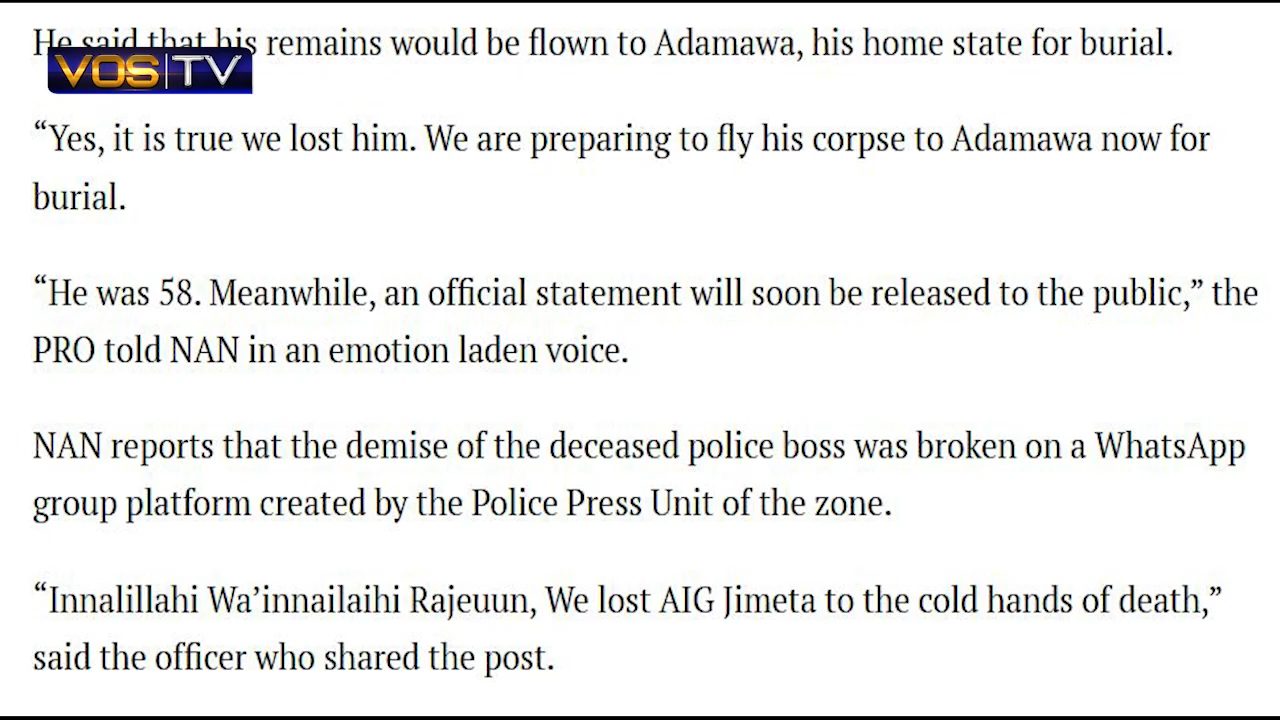 He said that his remains would be flown to Adamawa, his home state for burial.
VOS TV
“Yes, it is true we lost him. We are preparing to fly his corpse to Adamawa now for
burial.
“He was 58. Meanwhile, an official statement will soon be released to the public,” the
PRO told NAN in an emotion laden voice.
NAN reports that the demise of the deceased police boss was broken on a WhatsApp
group platform created by the Police Press Unit of the zone.
“Innalillahi Wa’innailaihi Rajeuun, We lost AIG Jimeta to the cold hands of death,”
said the officer who shared the post.